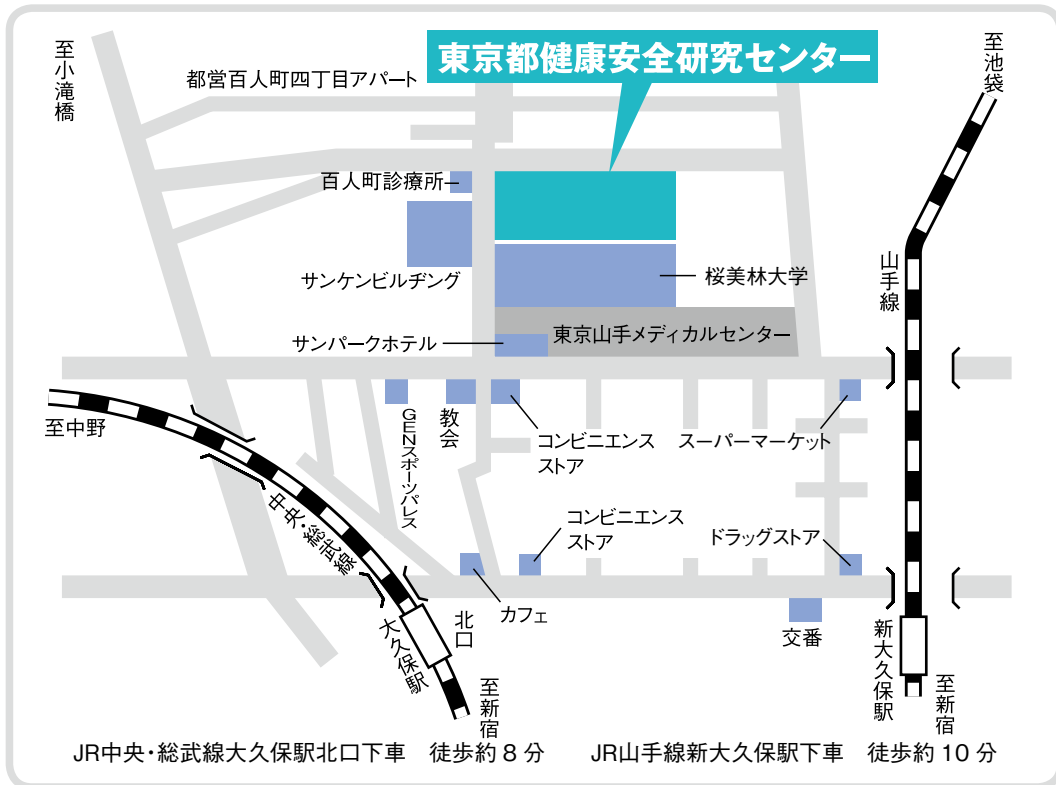 東京都健康安全研究センター
至小滝橋
至池袋
都営百人町四丁目アパート
百人町診療所
サンケンビルヂング
桜美林大学
山手線
サンパークホテル
東京山手メディカルセンター
至中野
GENスポーツパレス
教会
コンビニエンス
ストア
スーパーマーケット
中央・総武線
コンビニエンス
ストア
ドラッグストア
カフェ
北口
大久保駅
交番
新大久保駅
至新宿
至新宿
JR中央・総武線大久保駅北口下車 徒歩約8分
JR山手線新大久保駅下車 徒歩約10分